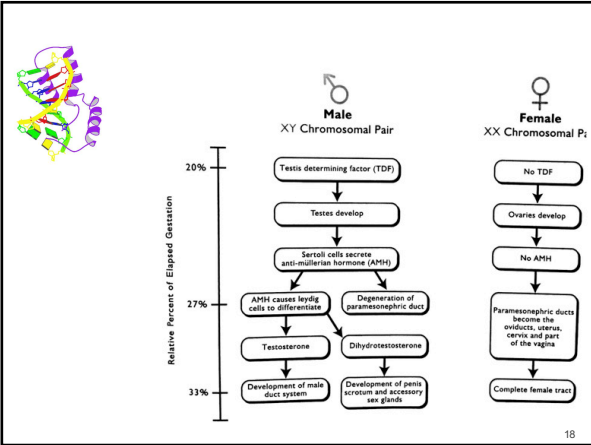 Male
XY Chromosomal Pair
Female
XX Chromosomal Pa
Relative Percent of Elapsed Gestation
20%
27%
33%
Testis determining factor (TDF)
Testes develop
Sertoli cells secrete
anti-müllerian hormone (AMH)
AMH causes leydig
cells to differentiate
Degeneration of
paramesonephric duct
Testosterone
Dihydrotestosterone
Development of male
duct system
Development of penis
scrotum and accessory
sex glands
No TDF
Ovaries develop
No AMH
Paramesonephric ducts
become the
oviducts, uterus,
cervix and part
of the vagina
Complete female tract
18